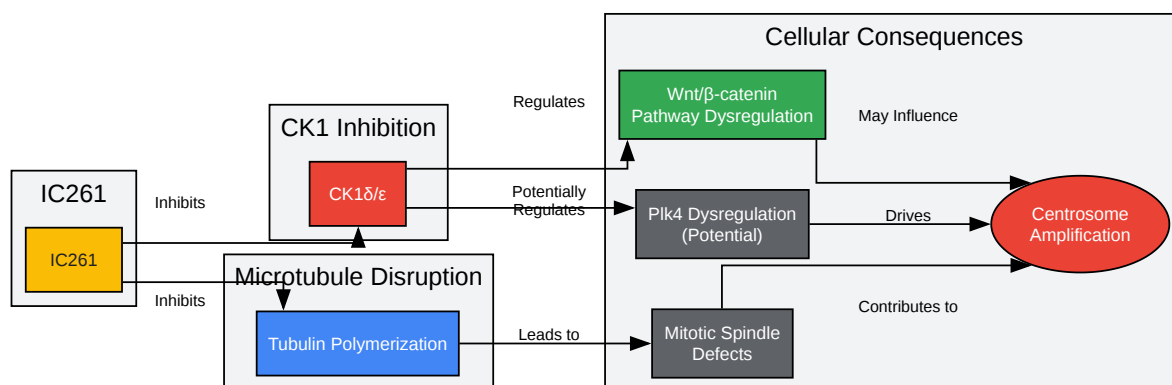 Cellular Consequences
Wnt/β-catenin
Pathway Dysregulation
Regulates
May Influence
CK1 Inhibition
CK1δ/ε
IC261
IC261
Inhibits
Potentially
Regulates
Plk4 Dysregulation
(Potential)
Drives
Centrosome
Amplification
Microtubule Disruption
Inhibits
Tubulin Polymerization
Leads to
Mitotic Spindle
Defects
Contributes to